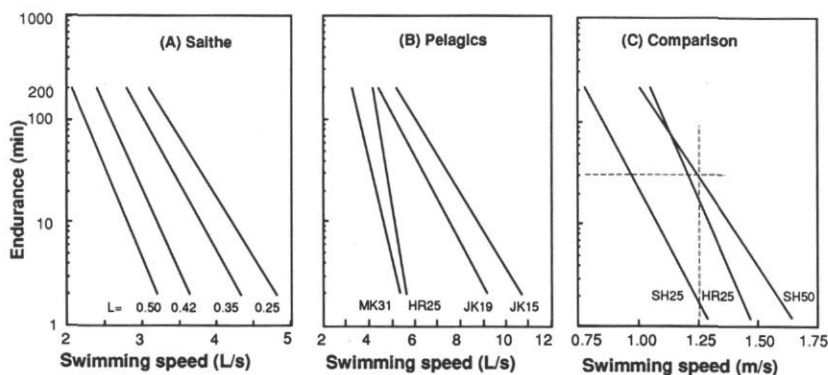 1000
200
100
10
1
Endurance (min)
(A) Saithe
L= 0.50 0.42 0.35 0.25
2 3 4 5
Swimming speed (L/s)
(B) Pelagics
MK31 HR25 JK19 JK15
2 4 6 8 10 12
Swimming speed (L/s)
(C) Comparison
SH25 HR25 SH50
0.75 1.00 1.25 1.50 1.75
Swimming speed (m/s)